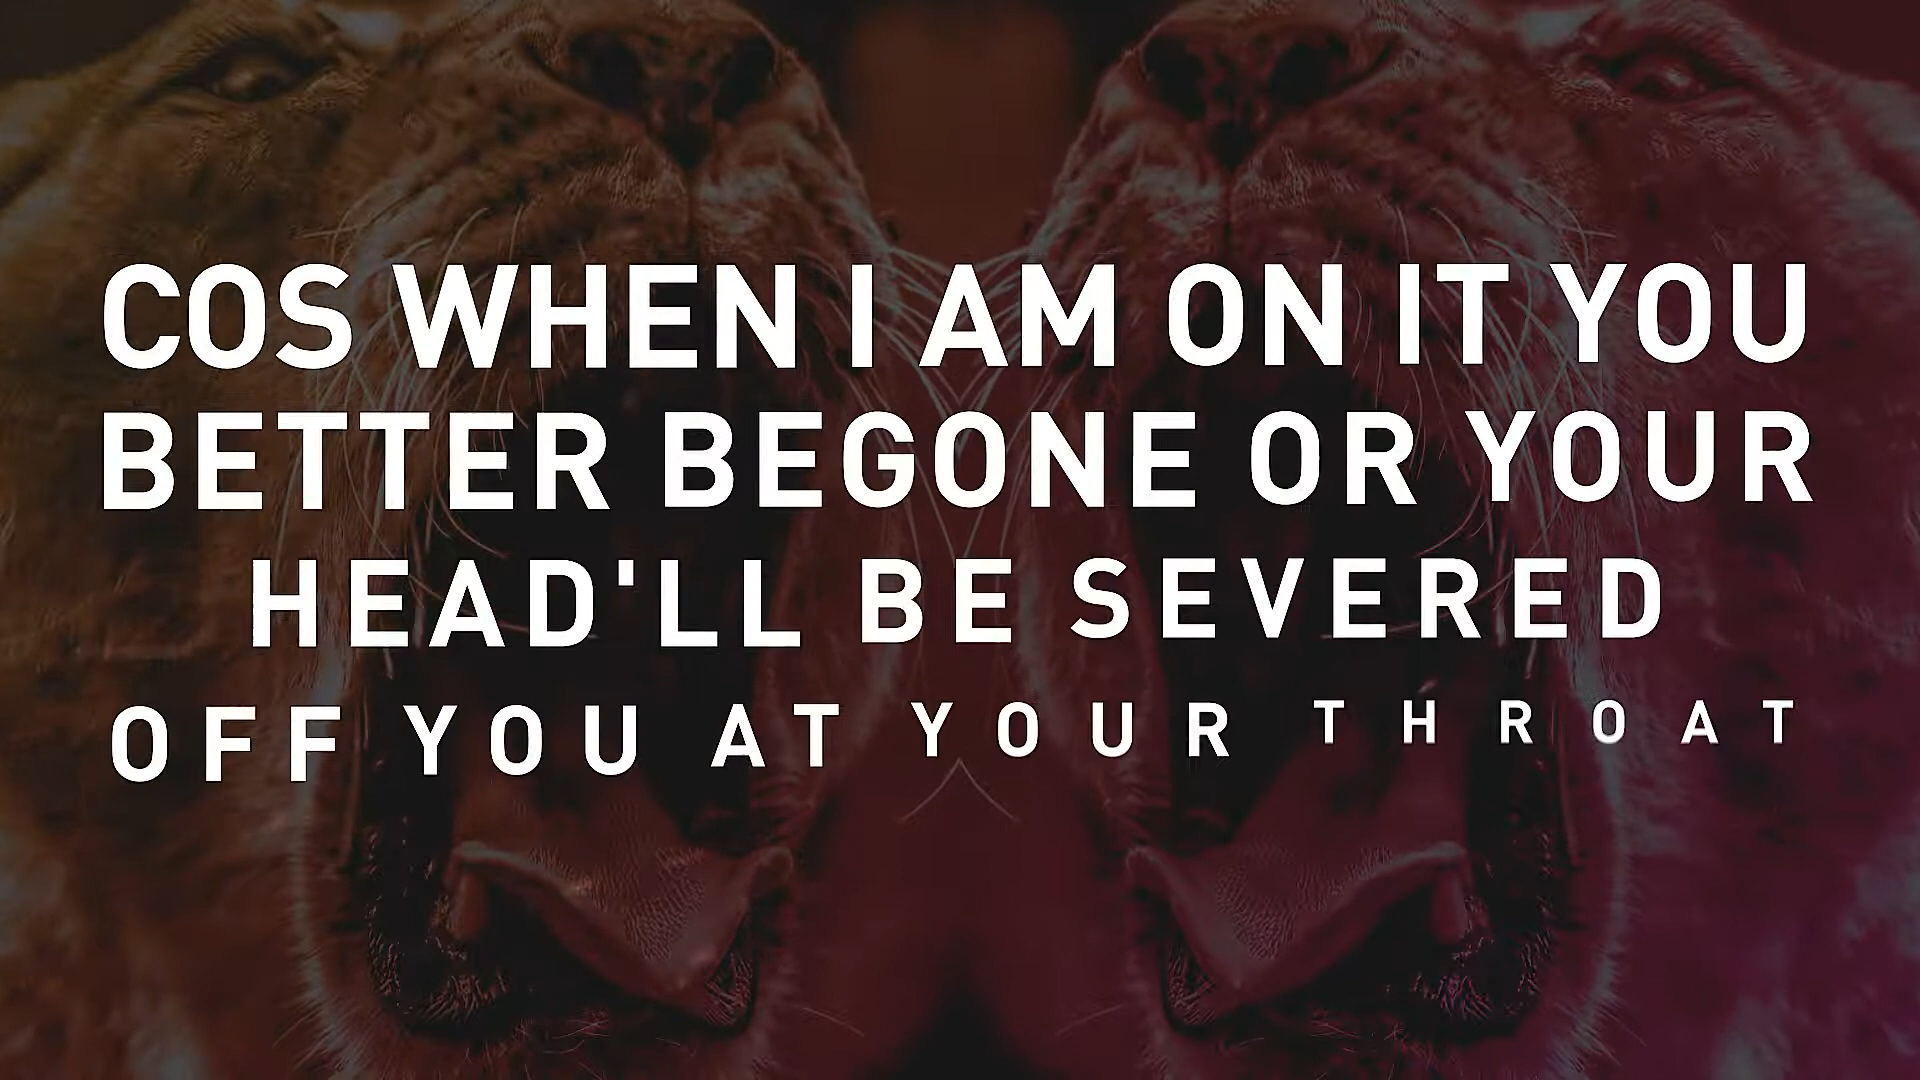 COS WHEN I AM ON IT YOU
BETTER BEGONE OR YOUR
HEAD'LL BE SEVERED
OFF YOU AT YOUR THROAT